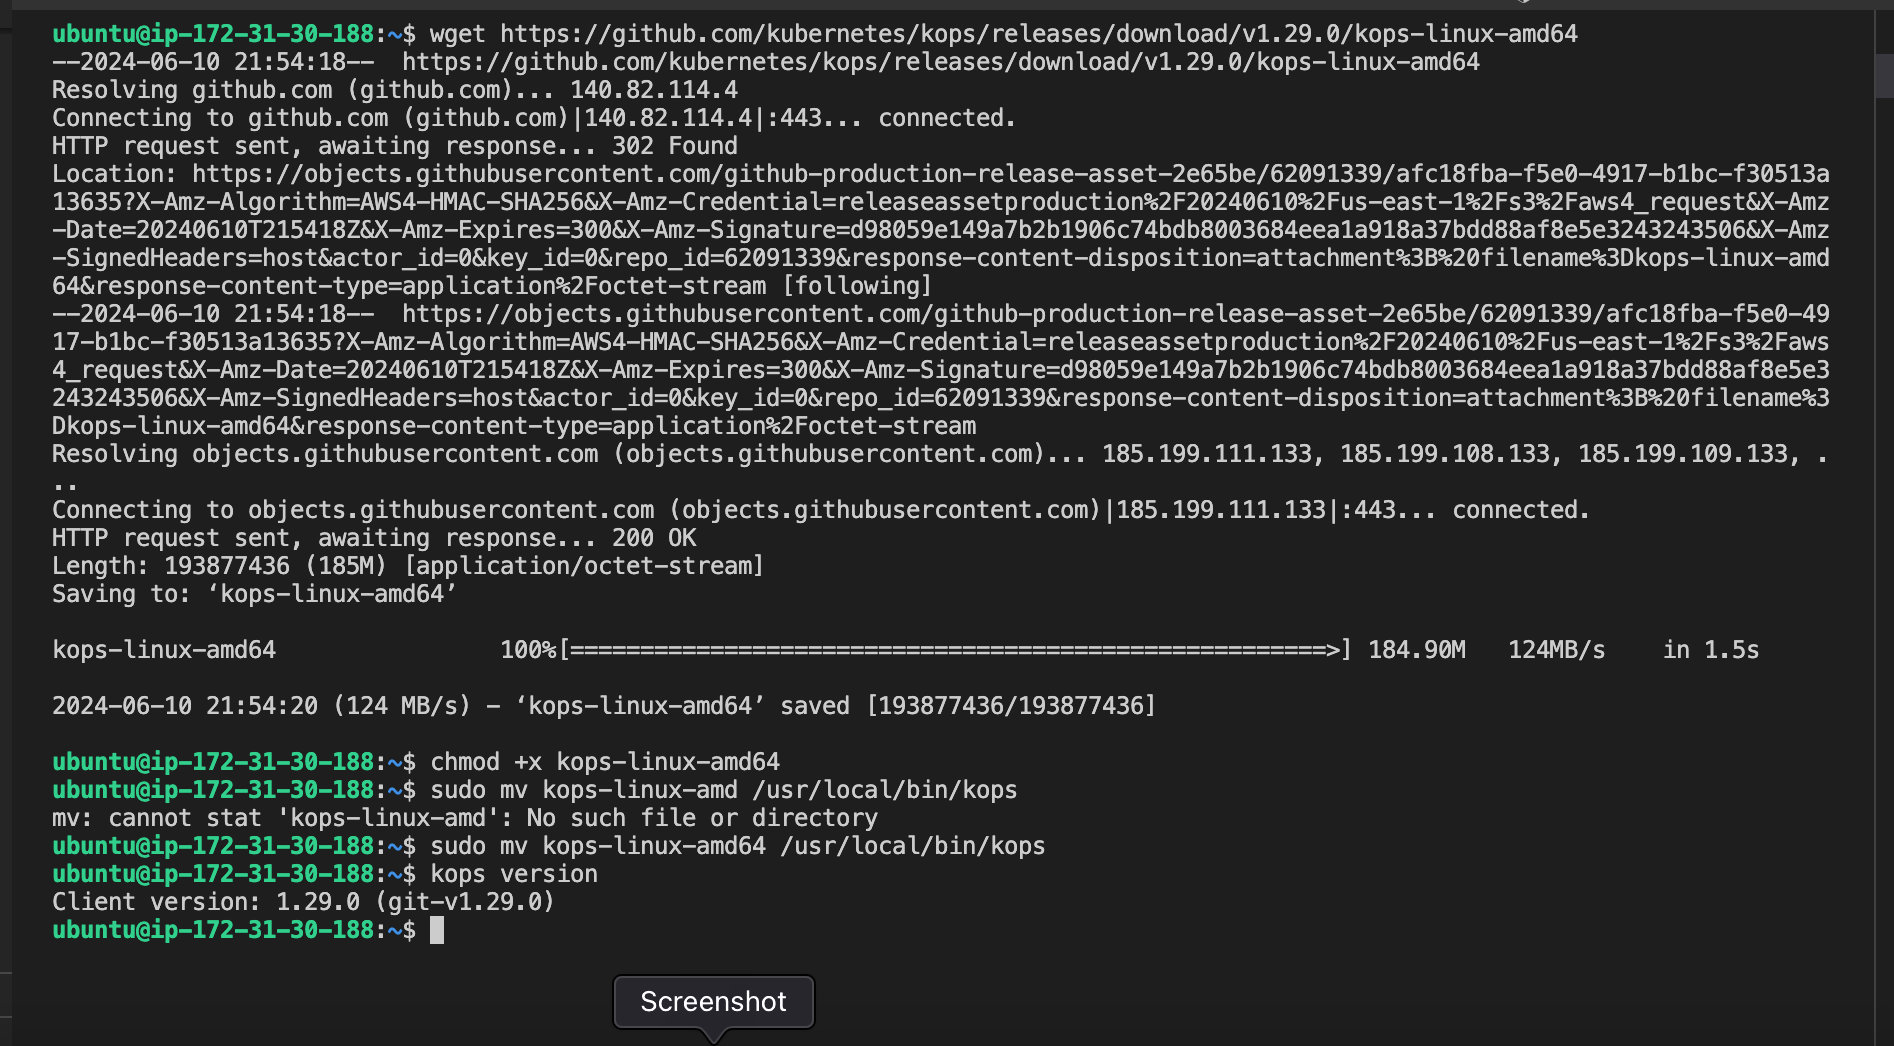 ubuntu@ip-172-31-30-188:~$ wget https://github.com/kubernetes/kops/releases/download/v1.29.0/kops-linux-amd64
--2024-06-10 21:54:18--  https://github.com/kubernetes/kops/releases/download/v1.29.0/kops-linux-amd64
Resolving github.com (github.com)... 140.82.114.4
Connecting to github.com (github.com)|140.82.114.4|:443... connected.
HTTP request sent, awaiting response... 302 Found
Location: https://objects.githubusercontent.com/github-production-release-asset-2e65be/62091339/afc18fba-f5e0-4917-b1bc-f30513a
13635?X-Amz-Algorithm=AWS4-HMAC-SHA256&X-Amz-Credential=releaseassetproduction%2F20240610%2Fus-east-1%2Fs3%2Faws4_request&X-Amz
-Date=20240610T215418Z&X-Amz-Expires=300&X-Amz-Signature=d98059e149a7b2b1906c74bdb8003684eea1a918a37bdd88af8e5e3243243506&X-Amz
-SignedHeaders=host&actor_id=0&key_id=0&repo_id=62091339&response-content-disposition=attachment%3B%20filename%3Dkops-linux-amd
64&response-content-type=application%2Foctet-stream [following]
--2024-06-10 21:54:18--  https://objects.githubusercontent.com/github-production-release-asset-2e65be/62091339/afc18fba-f5e0-49
17-b1bc-f30513a13635?X-Amz-Algorithm=AWS4-HMAC-SHA256&X-Amz-Credential=releaseassetproduction%2F20240610%2Fus-east-1%2Fs3%2Faws
4_request&X-Amz-Date=20240610T215418Z&X-Amz-Expires=300&X-Amz-Signature=d98059e149a7b2b1906c74bdb8003684eea1a918a37bdd88af8e5e3
243243506&X-Amz-SignedHeaders=host&actor_id=0&key_id=0&repo_id=62091339&response-content-disposition=attachment%3B%20filename%3
Dkops-linux-amd64&response-content-type=application%2Foctet-stream
Resolving objects.githubusercontent.com (objects.githubusercontent.com)... 185.199.111.133, 185.199.108.133, 185.199.109.133, .
..
Connecting to objects.githubusercontent.com (objects.githubusercontent.com)|185.199.111.133|:443... connected.
HTTP request sent, awaiting response... 200 OK
Length: 193877436 (185M) [application/octet-stream]
Saving to: ‘kops-linux-amd64’

kops-linux-amd64                100%[======================================================>] 184.90M   124MB/s    in 1.5s

2024-06-10 21:54:20 (124 MB/s) - ‘kops-linux-amd64’ saved [193877436/193877436]

ubuntu@ip-172-31-30-188:~$ chmod +x kops-linux-amd64
ubuntu@ip-172-31-30-188:~$ sudo mv kops-linux-amd /usr/local/bin/kops
mv: cannot stat 'kops-linux-amd': No such file or directory
ubuntu@ip-172-31-30-188:~$ sudo mv kops-linux-amd64 /usr/local/bin/kops
ubuntu@ip-172-31-30-188:~$ kops version
Client version: 1.29.0 (git-v1.29.0)
ubuntu@ip-172-31-30-188:~$
Screenshot